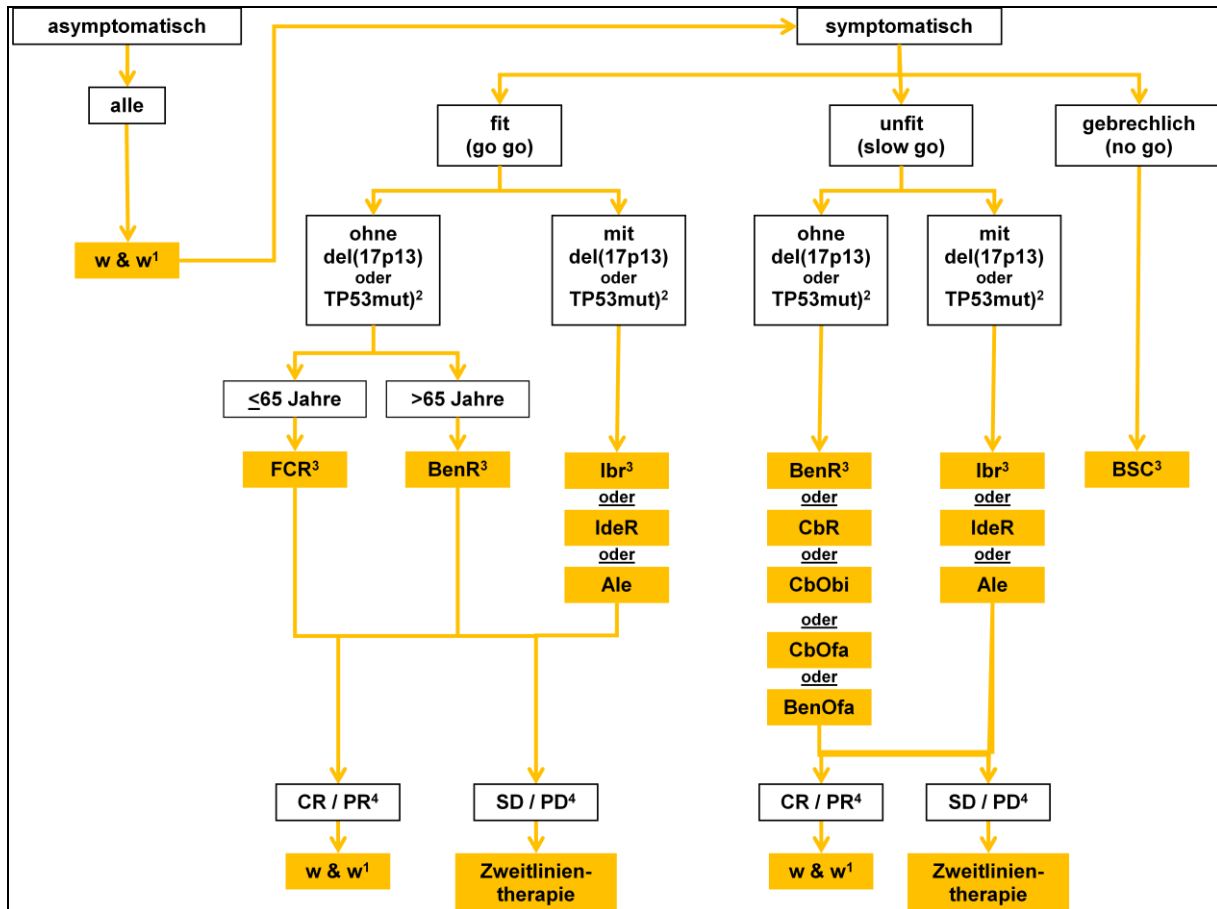 asymptomatisch
symptomatisch
alle
fit
(go go)
unfit
(slow go)
gebrechlich
(no go)
w & w¹
ohne
del(17p13)
oder
TP53mut)²
mit
del(17p13)
oder
TP53mut)²
ohne
del(17p13)
oder
TP53mut)²
mit
del(17p13)
oder
TP53mut)²
≤65 Jahre
>65 Jahre
FCR³
BenR³
Ibr³
oder
IdeR
oder
Ale
BenR³
oder
CbR
oder
CbObi
oder
CbOfa
oder
BenOfa
Ibr³
oder
IdeR
oder
Ale
BSC³
CR / PR⁴
SD / PD⁴
CR / PR⁴
SD / PD⁴
w & w¹
Zweitlinien-
therapie
w & w¹
Zweitlinien-
therapie